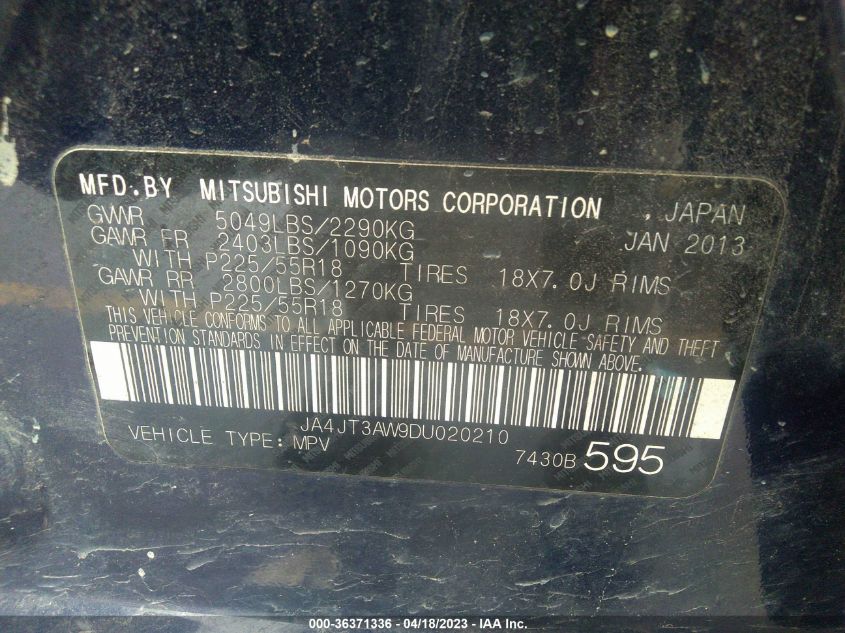 MFD.BY MITSUBISHI MOTORS CORPORATION , JAPAN
GVWR 5049LBS/2290KG JAN 2013
GAWR FR 2403LBS/1090KG
WITH P225/55R18 TIRES 18X7.0J RIMS
GAWR RR 2800LBS/1270KG
WITH P225/55R18 TIRES 18X7.0J RIMS
THIS VEHICLE CONFORMS TO ALL APPLICABLE FEDERAL MOTOR VEHICLE SAFETY AND THEFT
PREVENTION STANDARDS IN EFFECT ON THE DATE OF MANUFACTURE SHOWN ABOVE.
JA4JT3AW9DU020210
VEHICLE TYPE: MPV 7430B 595
000-36371336 - 04/18/2023 - IAA Inc.